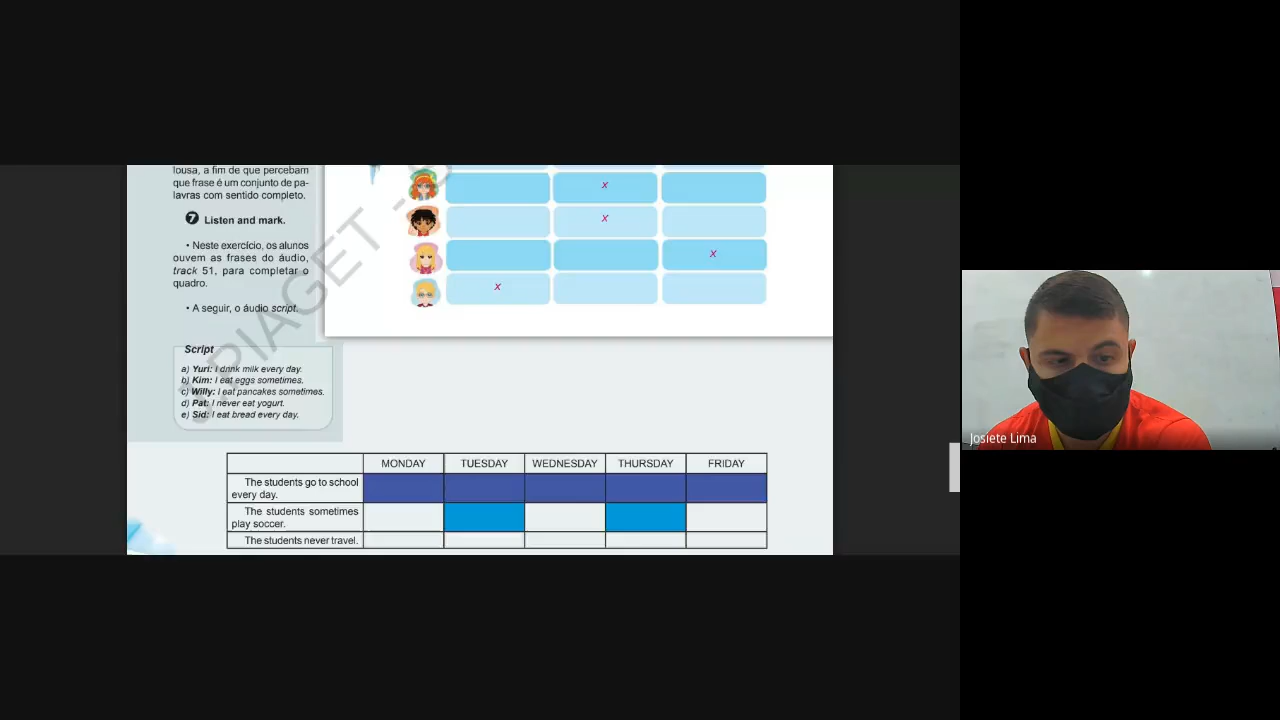 lousa, a fim de que percebam
que frase é um conjunto de pa-
lavras com sentido completo.
7 Listen and mark.
• Neste exercício, os alunos
ouvem as frases do áudio,
track 51, para completar o
quadro.
• A seguir, o áudio script.
Script
a) Yuri: I drink milk every day.
b) Kim: I eat eggs sometimes.
c) Willy: I eat pancakes sometimes.
d) Pat: I never eat yogurt.
e) Sid: I eat bread every day.
x
x
x
x
PIAGET -
MONDAY TUESDAY WEDNESDAY THURSDAY FRIDAY
The students go to school
every day.
The students sometimes
play soccer.
The students never travel.
Josiete Lima